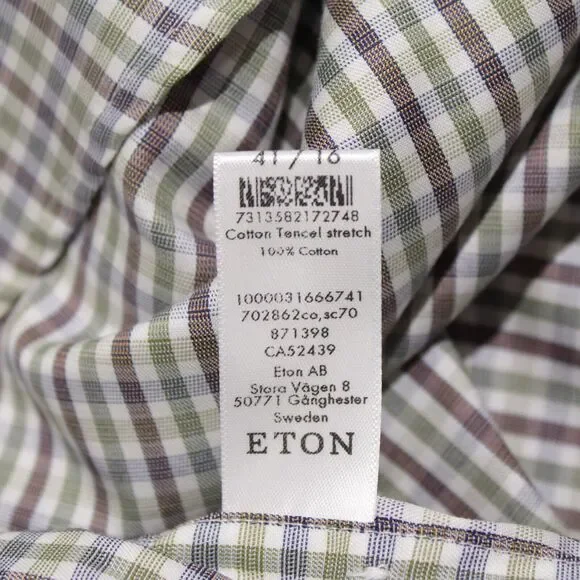 41 / 16
7313582172748
Cotton Tencel stretch
100% Cotton
1000031666741
702862co,sc70
871398
CA52439
Eton AB
Stora Vägen 8
50771 Gånghester
Sweden
ETON